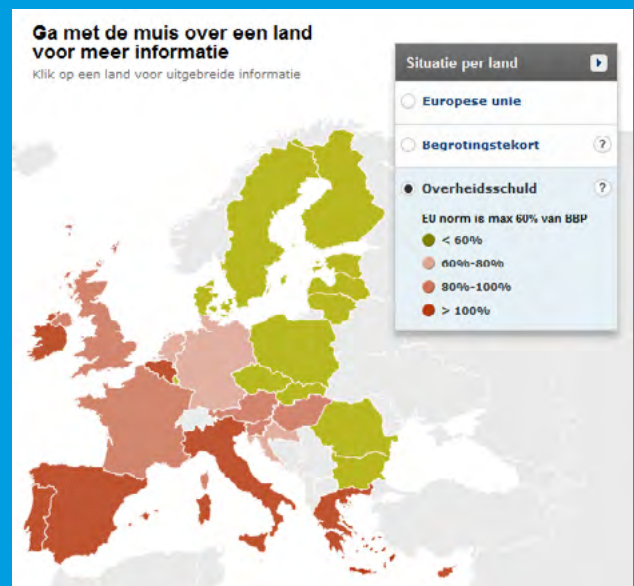 Ga met de muis over een land
voor meer informatie
Klik op een land voor uitgebreide informatie
Situatie per land
Europese unie
Begrotingstekort ?
Overheidsschuld ?
EU norm is max 60% van BBP
< 60%
60%-80%
80%-100%
> 100%